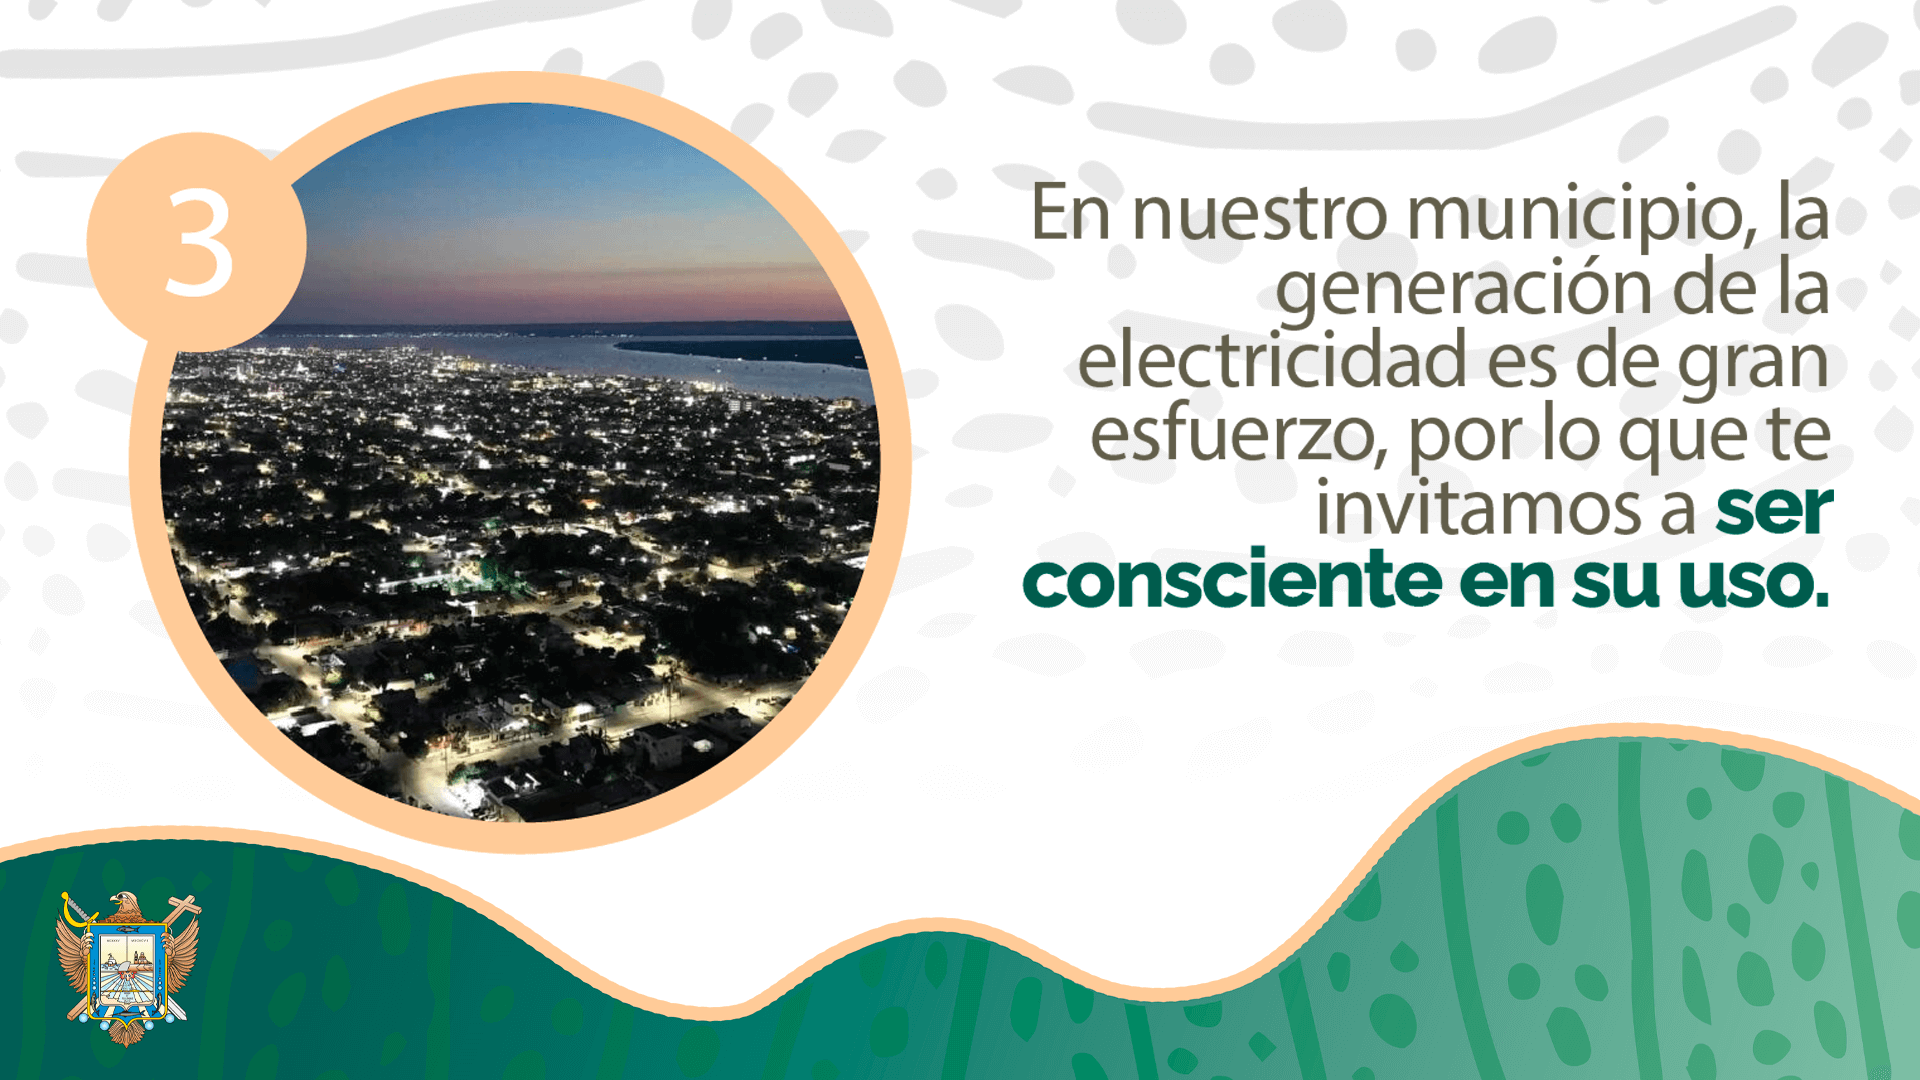 3
En nuestro municipio, la
generación de la
electricidad es de gran
esfuerzo, por lo que te
invitamos a ser
consciente en su uso.